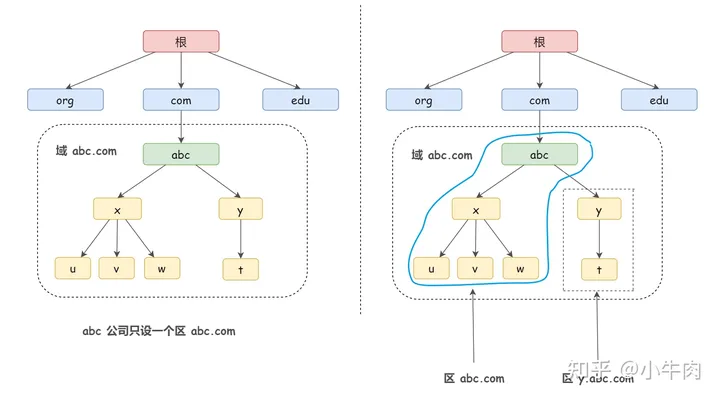 根
org
com
edu
域 abc.com
abc
x
y
u
v
w
t
abc 公司只设一个区 abc.com
根
org
com
edu
域 abc.com
abc
x
y
u
v
w
t
区 abc.com
区 y.abc.com
知乎 @小牛肉